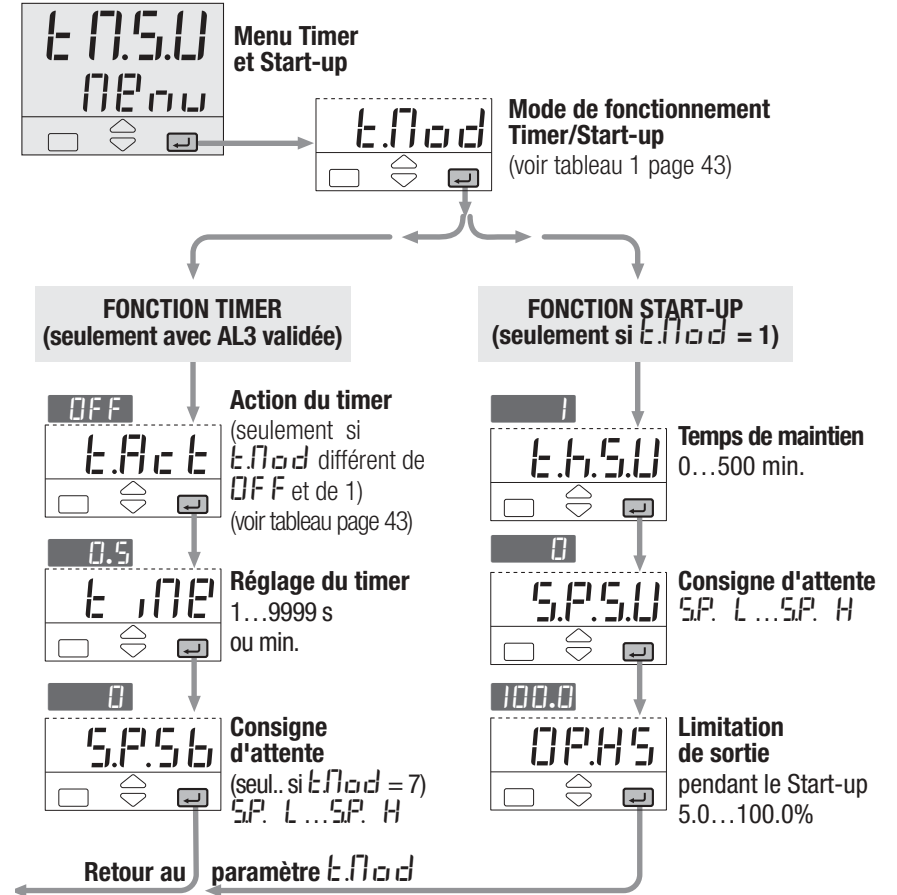 t.M.S.U
Menu
Menu Timer
et Start-up
t.Mod
Mode de fonctionnement
Timer/Start-up
(voir tableau 1 page 43)
FONCTION TIMER
(seulement avec AL3 validée)
OFF
t.Act
Action du timer
(seulement si
t.Mod différent de
OFF et de 1)
(voir tableau page 43)
0.5
tiMe
Réglage du timer
1…9999 s
ou min.
0
S.P.Sb
Consigne
d'attente
(seul.. si t.Mod = 7)
S.P. L …S.P. H
FONCTION START-UP
(seulement si t.Mod = 1)
1
t.h.S.U
Temps de maintien
0…500 min.
0
S.P.S.U
Consigne d'attente
S.P. L …S.P. H
100.0
OP.HS
Limitation
de sortie
pendant le Start-up
5.0…100.0%
Retour au paramètre t.Mod